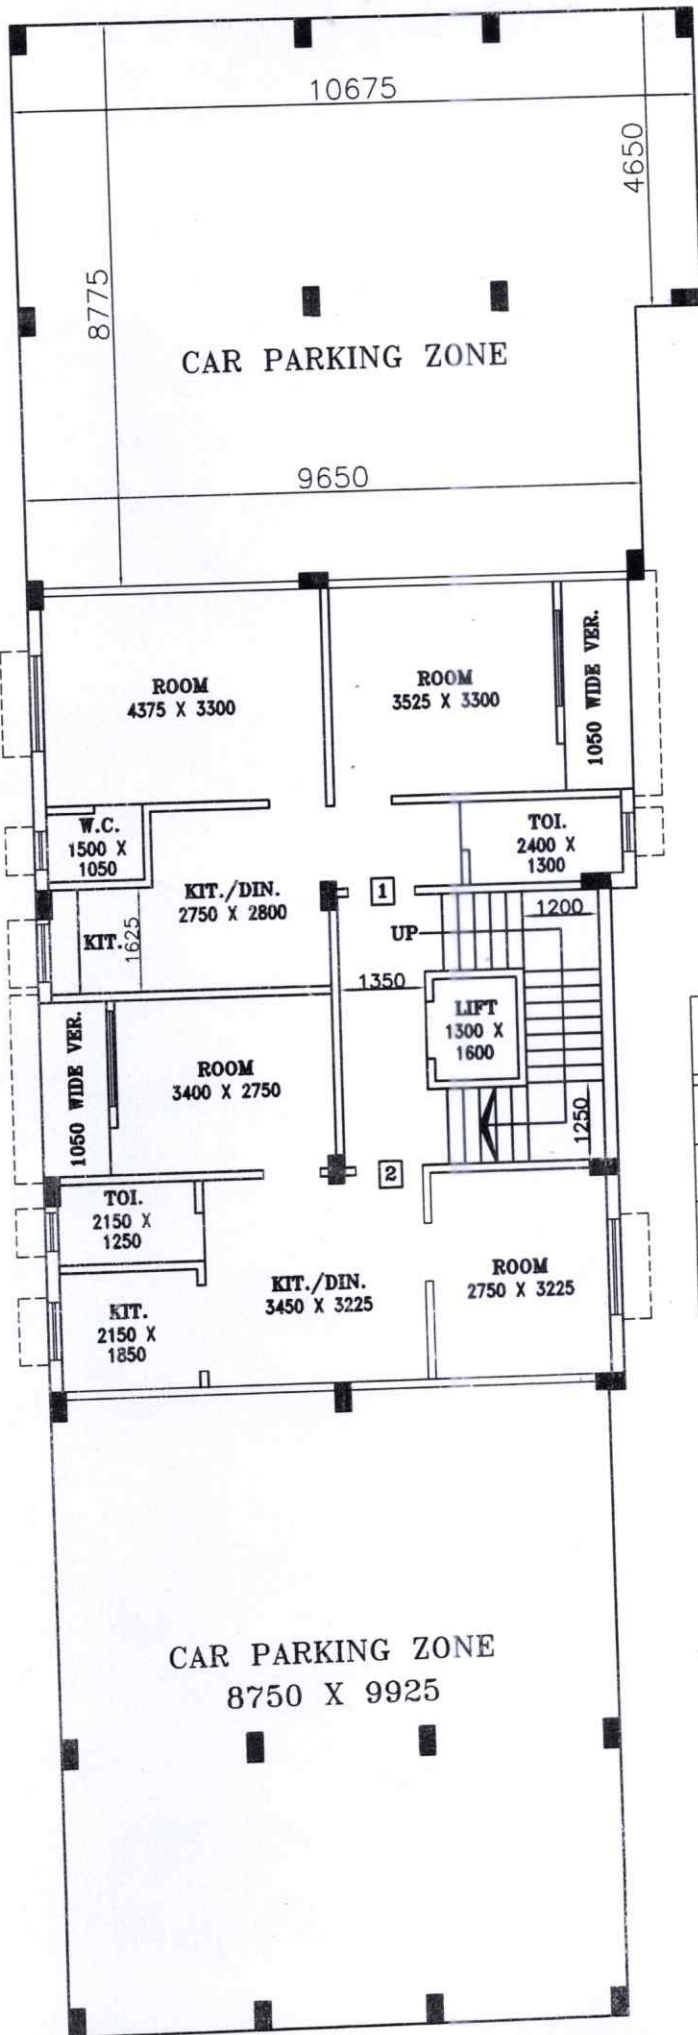 10675
4650
8775
CAR PARKING ZONE
9650
ROOM
4375 X 3300
ROOM
3525 X 3300
1050 WIDE VER.
W.C.
1500 X
1050
TOI.
2400 X
1300
KIT./DIN.
2750 X 2800
1
KIT.
1625
UP
1200
1350
LIFT
1300 X
1600
1050 WIDE VER.
ROOM
3400 X 2750
1250
2
TOI.
2150 X
1250
KIT./DIN.
3450 X 3225
ROOM
2750 X 3225
KIT.
2150 X
1850
CAR PARKING ZONE
8750 X 9925